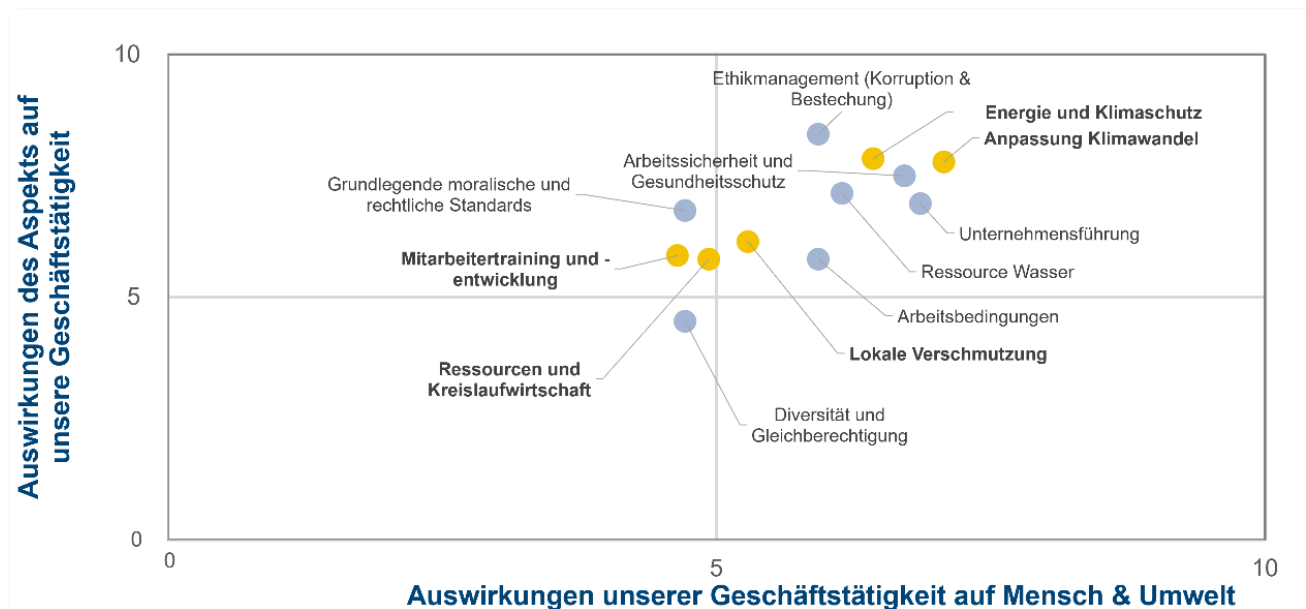 Auswirkungen des Aspekts auf
unsere Geschäftstätigkeit
10
5
0
Ethikmanagement (Korruption &
Bestechung)
Energie und Klimaschutz
Anpassung Klimawandel
Arbeitssicherheit und
Gesundheitsschutz
Grundlegende moralische und
rechtliche Standards
Unternehmensführung
Mitarbeitertraining und -
entwicklung
Ressource Wasser
Arbeitsbedingungen
Lokale Verschmutzung
Ressourcen und
Kreislaufwirtschaft
Diversität und
Gleichberechtigung
0
5
10
Auswirkungen unserer Geschäftstätigkeit auf Mensch & Umwelt